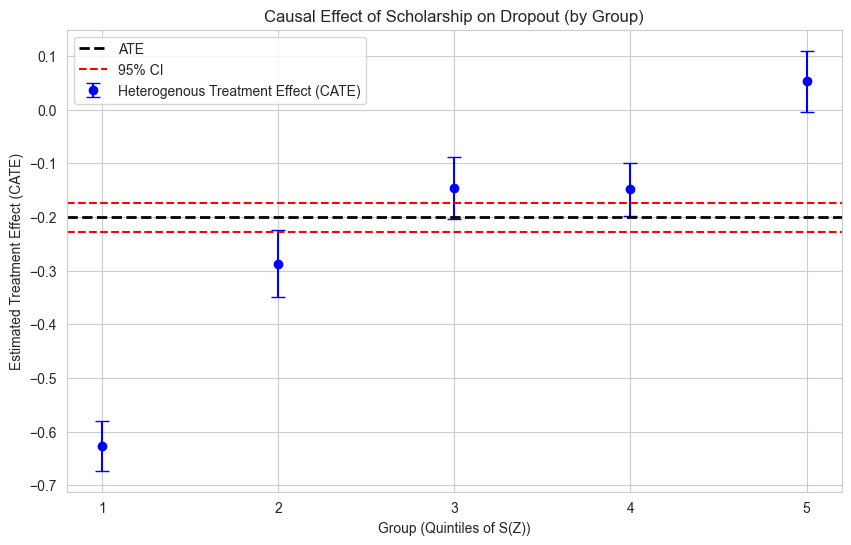 Causal Effect of Scholarship on Dropout (by Group)
ATE
95% CI
Heterogenous Treatment Effect (CATE)
Estimated Treatment Effect (CATE)
0.1
0.0
−0.1
−0.2
−0.3
−0.4
−0.5
−0.6
−0.7
1
2
3
4
5
Group (Quintiles of S(Z))